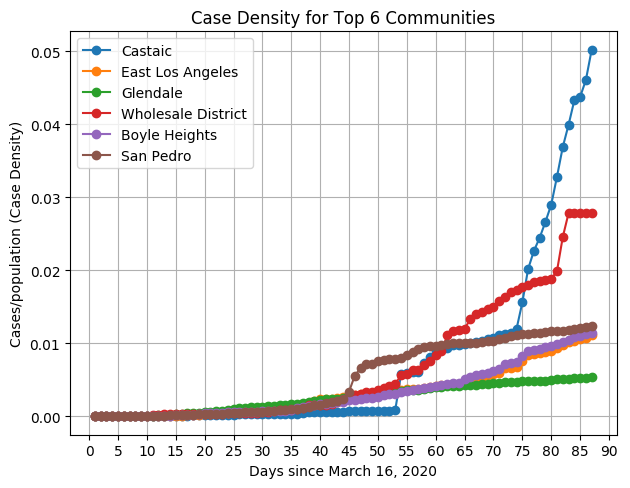 Case Density for Top 6 Communities
Castaic
East Los Angeles
Glendale
Wholesale District
Boyle Heights
San Pedro
Cases/population (Case Density)
0.05
0.04
0.03
0.02
0.01
0.00
0 5 10 15 20 25 30 35 40 45 50 55 60 65 70 75 80 85 90
Days since March 16, 2020